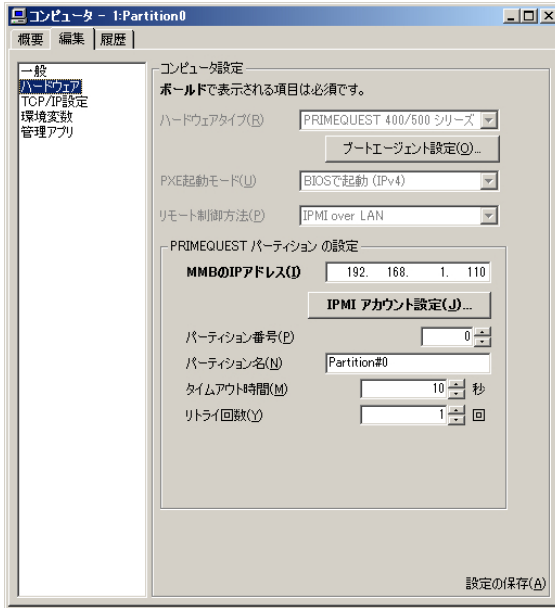 コンピュータ - 1:Partition0
概要 編集 履歴
一般
ハードウェア
TCP/IP設定
環境変数
管理アプリ
コンピュータ設定
ボールドで表示される項目は必須です。
ハードウェアタイプ(R) PRIMEQUEST 400/500 シリーズ
ブートエージェント設定(O)...
PXE起動モード(U) BIOSで起動 (IPv4)
リモート制御方法(P) IPMI over LAN
PRIMEQUEST パーティション の設定
MMBのIPアドレス(I) 192. 168. 1. 110
IPMI アカウント設定(J)...
パーティション番号(P) 0
パーティション名(N) Partition#0
タイムアウト時間(M) 10 秒
リトライ回数(Y) 1 回
設定の保存(A)